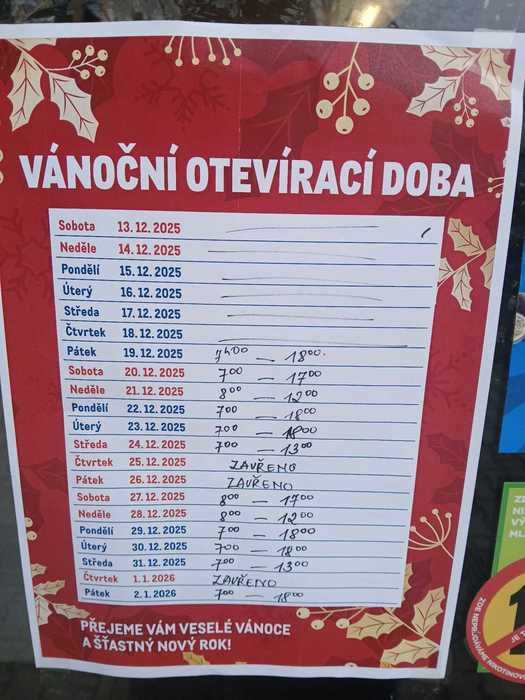 VÁNOČNÍ OTEVÍRACÍ DOBA
Sobota 13. 12. 2025
Neděle 14. 12. 2025
Pondělí 15. 12. 2025
Úterý 16. 12. 2025
Středa 17. 12. 2025
Čtvrtek 18. 12. 2025
Pátek 19. 12. 2025 7⁰⁰ — 18⁰⁰
Sobota 20. 12. 2025 7⁰⁰ — 17⁰⁰
Neděle 21. 12. 2025 8⁰⁰ — 12⁰⁰
Pondělí 22. 12. 2025 7⁰⁰ — 18⁰⁰
Úterý 23. 12. 2025 7⁰⁰ — 18⁰⁰
Středa 24. 12. 2025 7⁰⁰ — 13⁰⁰
Čtvrtek 25. 12. 2025 ZAVŘENO
Pátek 26. 12. 2025 ZAVŘENO
Sobota 27. 12. 2025 8⁰⁰ — 17⁰⁰
Neděle 28. 12. 2025 8⁰⁰ — 12⁰⁰
Pondělí 29. 12. 2025 7⁰⁰ — 18⁰⁰
Úterý 30. 12. 2025 7⁰⁰ — 18⁰⁰
Středa 31. 12. 2025 7⁰⁰ — 13⁰⁰
Čtvrtek 1. 1. 2026 ZAVŘENO
Pátek 2. 1. 2026 7⁰⁰ — 18⁰⁰
PŘEJEME VÁM VESELÉ VÁNOCE
A ŠŤASTNÝ NOVÝ ROK!
ZDE NEPRODÁVÁME